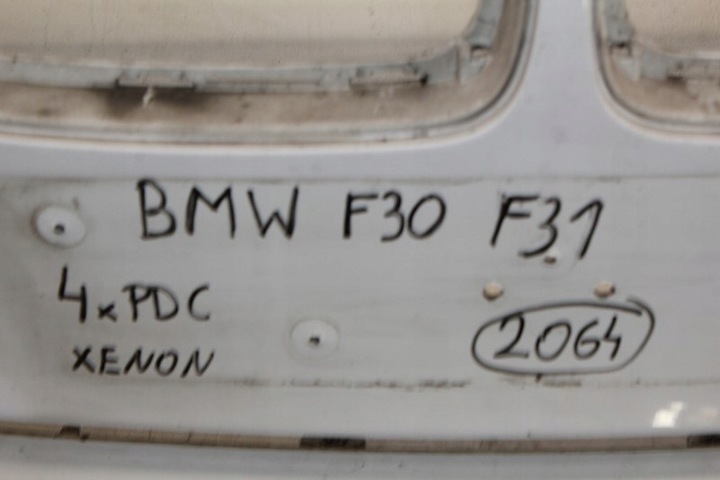 BMW F30 F31
4xPDC
XENON
2064